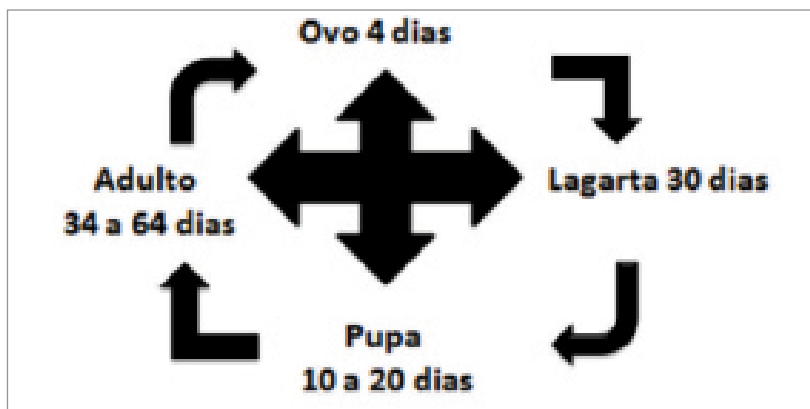 Ovo 4 dias
Lagarta 30 dias
Pupa
10 a 20 dias
Adulto
34 a 64 dias